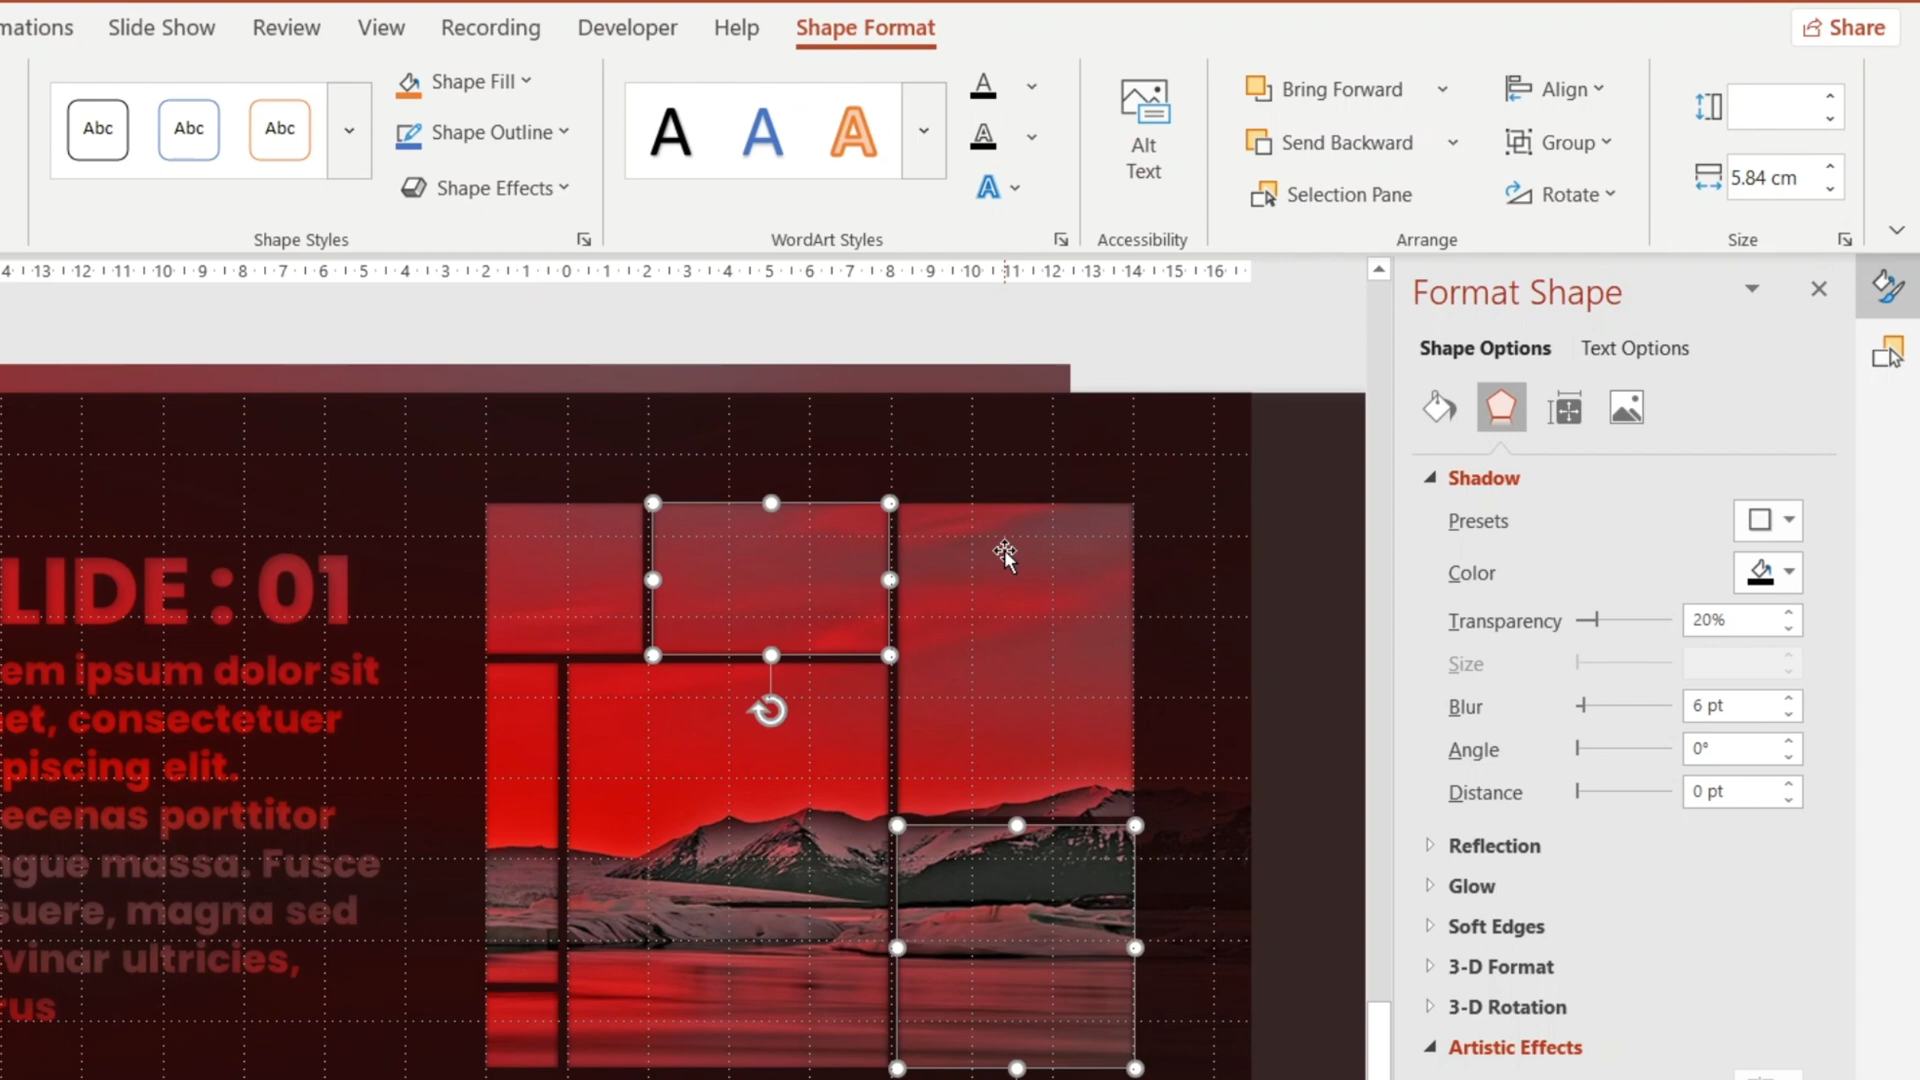 mations Slide Show Review View Recording Developer Help Shape Format Share
Abc Abc Abc
Shape Fill
Shape Outline
Shape Effects
Shape Styles
A A A
A
A
A
WordArt Styles
Alt
Text
Accessibility
Bring Forward
Send Backward
Selection Pane
Align
Group
Rotate
Arrange
5.84 cm
Size
4 13 12 11 10 9 8 7 6 5 4 3 2 1 0 1 2 3 4 5 6 7 8 9 10 11 12 13 14 15 16
LIDE : 01
em ipsum dolor sit
et, consectetuer
piscing elit.
ecenas porttitor
ngue massa. Fusce
suere, magna sed
vinar ultricies,
rus
Format Shape
Shape Options Text Options
Shadow
Presets
Color
Transparency 20%
Size
Blur 6 pt
Angle 0°
Distance 0 pt
Reflection
Glow
Soft Edges
3-D Format
3-D Rotation
Artistic Effects